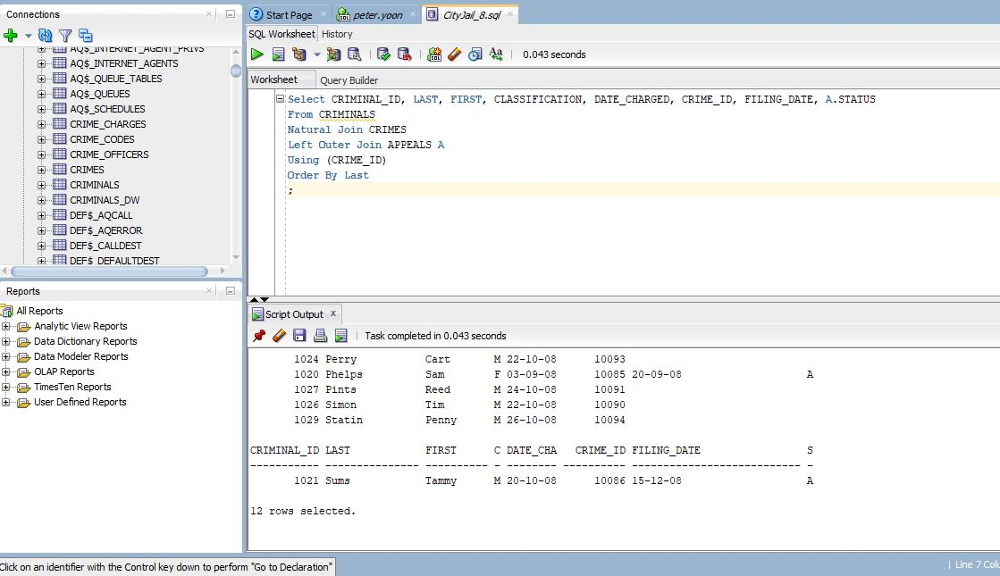 Connections
AQ$_INTERNET_AGENT_PRIVS
AQ$_INTERNET_AGENTS
AQ$_QUEUE_TABLES
AQ$_QUEUES
AQ$_SCHEDULES
CRIME_CHARGES
CRIME_CODES
CRIME_OFFICERS
CRIMES
CRIMINALS
CRIMINALS_DW
DEF$_AQCALL
DEF$_AQERROR
DEF$_CALLDEST
DEF$_DEFAULTDEST
Reports
All Reports
Analytic View Reports
Data Dictionary Reports
Data Modeler Reports
OLAP Reports
TimesTen Reports
User Defined Reports
Start Page peter.yoon CityJail_8.sql
SQL Worksheet History
0.043 seconds
Worksheet Query Builder
Select CRIMINAL_ID, LAST, FIRST, CLASSIFICATION, DATE_CHARGED, CRIME_ID, FILING_DATE, A.STATUS
From CRIMINALS
Natural Join CRIMES
Left Outer Join APPEALS A
Using (CRIME_ID)
Order By Last
;
Script Output x
Task completed in 0.043 seconds
1024 Perry Cart M 22-10-08 10093
1020 Phelps Sam F 03-09-08 10085 20-09-08 A
1027 Pints Reed M 24-10-08 10091
1026 Simon Tim M 22-10-08 10090
1029 Statin Penny M 26-10-08 10094
CRIMINAL_ID LAST FIRST C DATE_CHA CRIME_ID FILING_DATE S
----------- --------------- ---------- - -------- ---------- --------------------------- -
1021 Sums Tammy M 20-10-08 10086 15-12-08 A
12 rows selected.
Click on an identifier with the Control key down to perform "Go to Declaration"
| Line 7 Colu